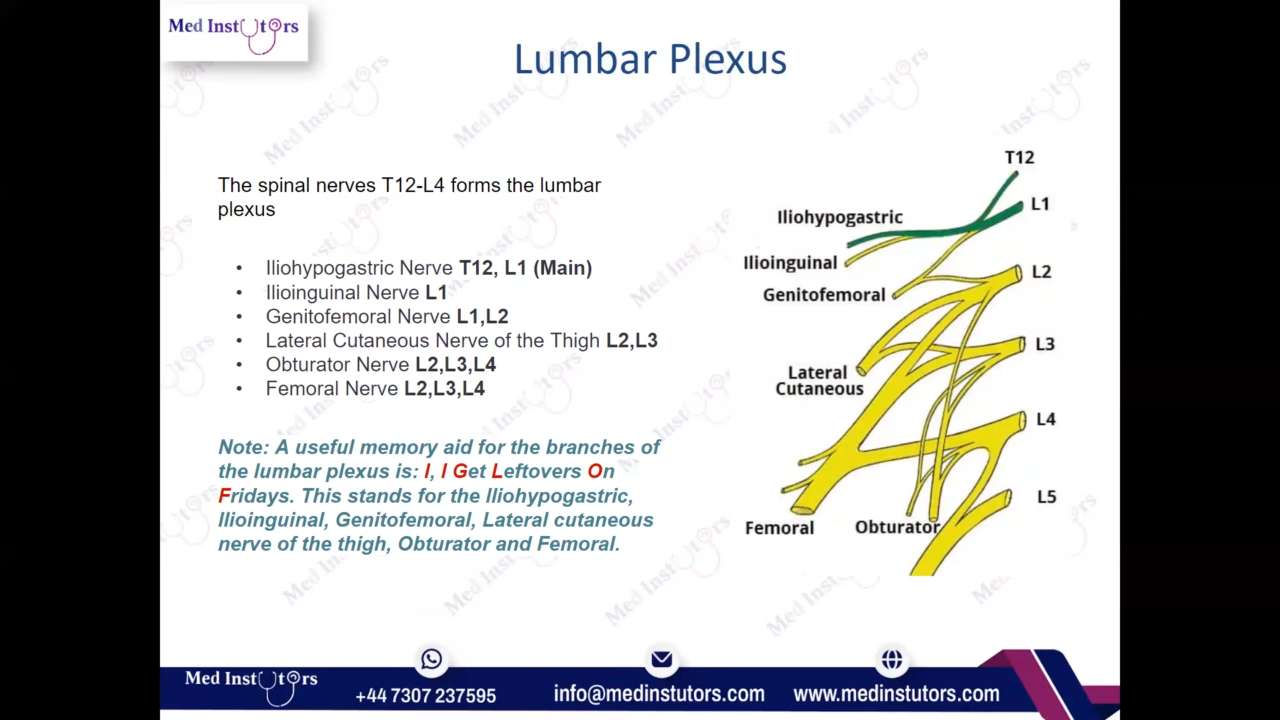 Med Instutors
Lumbar Plexus
The spinal nerves T12-L4 forms the lumbar
plexus
• Iliohypogastric Nerve T12, L1 (Main)
• Ilioinguinal Nerve L1
• Genitofemoral Nerve L1,L2
• Lateral Cutaneous Nerve of the Thigh L2,L3
• Obturator Nerve L2,L3,L4
• Femoral Nerve L2,L3,L4
Note: A useful memory aid for the branches of
the lumbar plexus is: I, I Get Leftovers On
Fridays. This stands for the Iliohypogastric,
Ilioinguinal, Genitofemoral, Lateral cutaneous
nerve of the thigh, Obturator and Femoral.
T12
L1
Iliohypogastric
Ilioinguinal
L2
Genitofemoral
L3
Lateral
Cutaneous
L4
L5
Femoral
Obturator
Med Instutors
+44 7307 237595
info@medinstutors.com
www.medinstutors.com